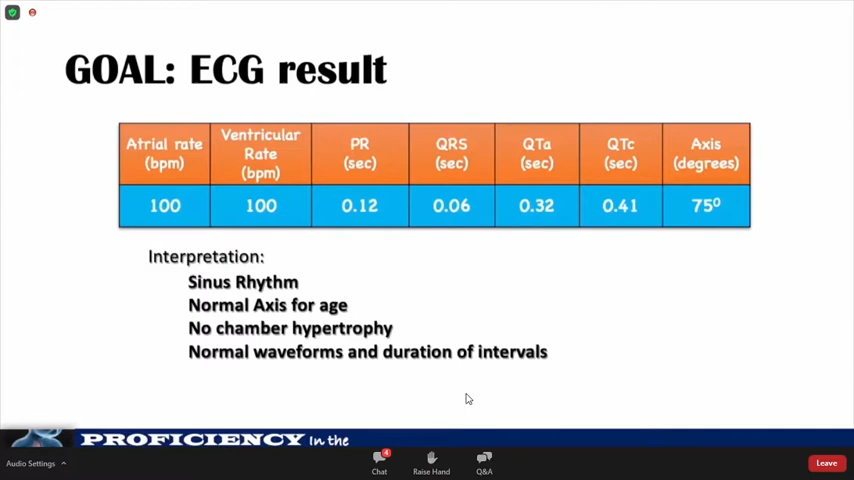 GOAL: ECG result
Atrial rate (bpm) Ventricular Rate (bpm) PR (sec) QRS (sec) QTa (sec) QTc (sec) Axis (degrees)
100 100 0.12 0.06 0.32 0.41 75⁰
Interpretation:
Sinus Rhythm
Normal Axis for age
No chamber hypertrophy
Normal waveforms and duration of intervals
PROFICIENCY In the
4
Audio Settings Chat Raise Hand Q&A Leave